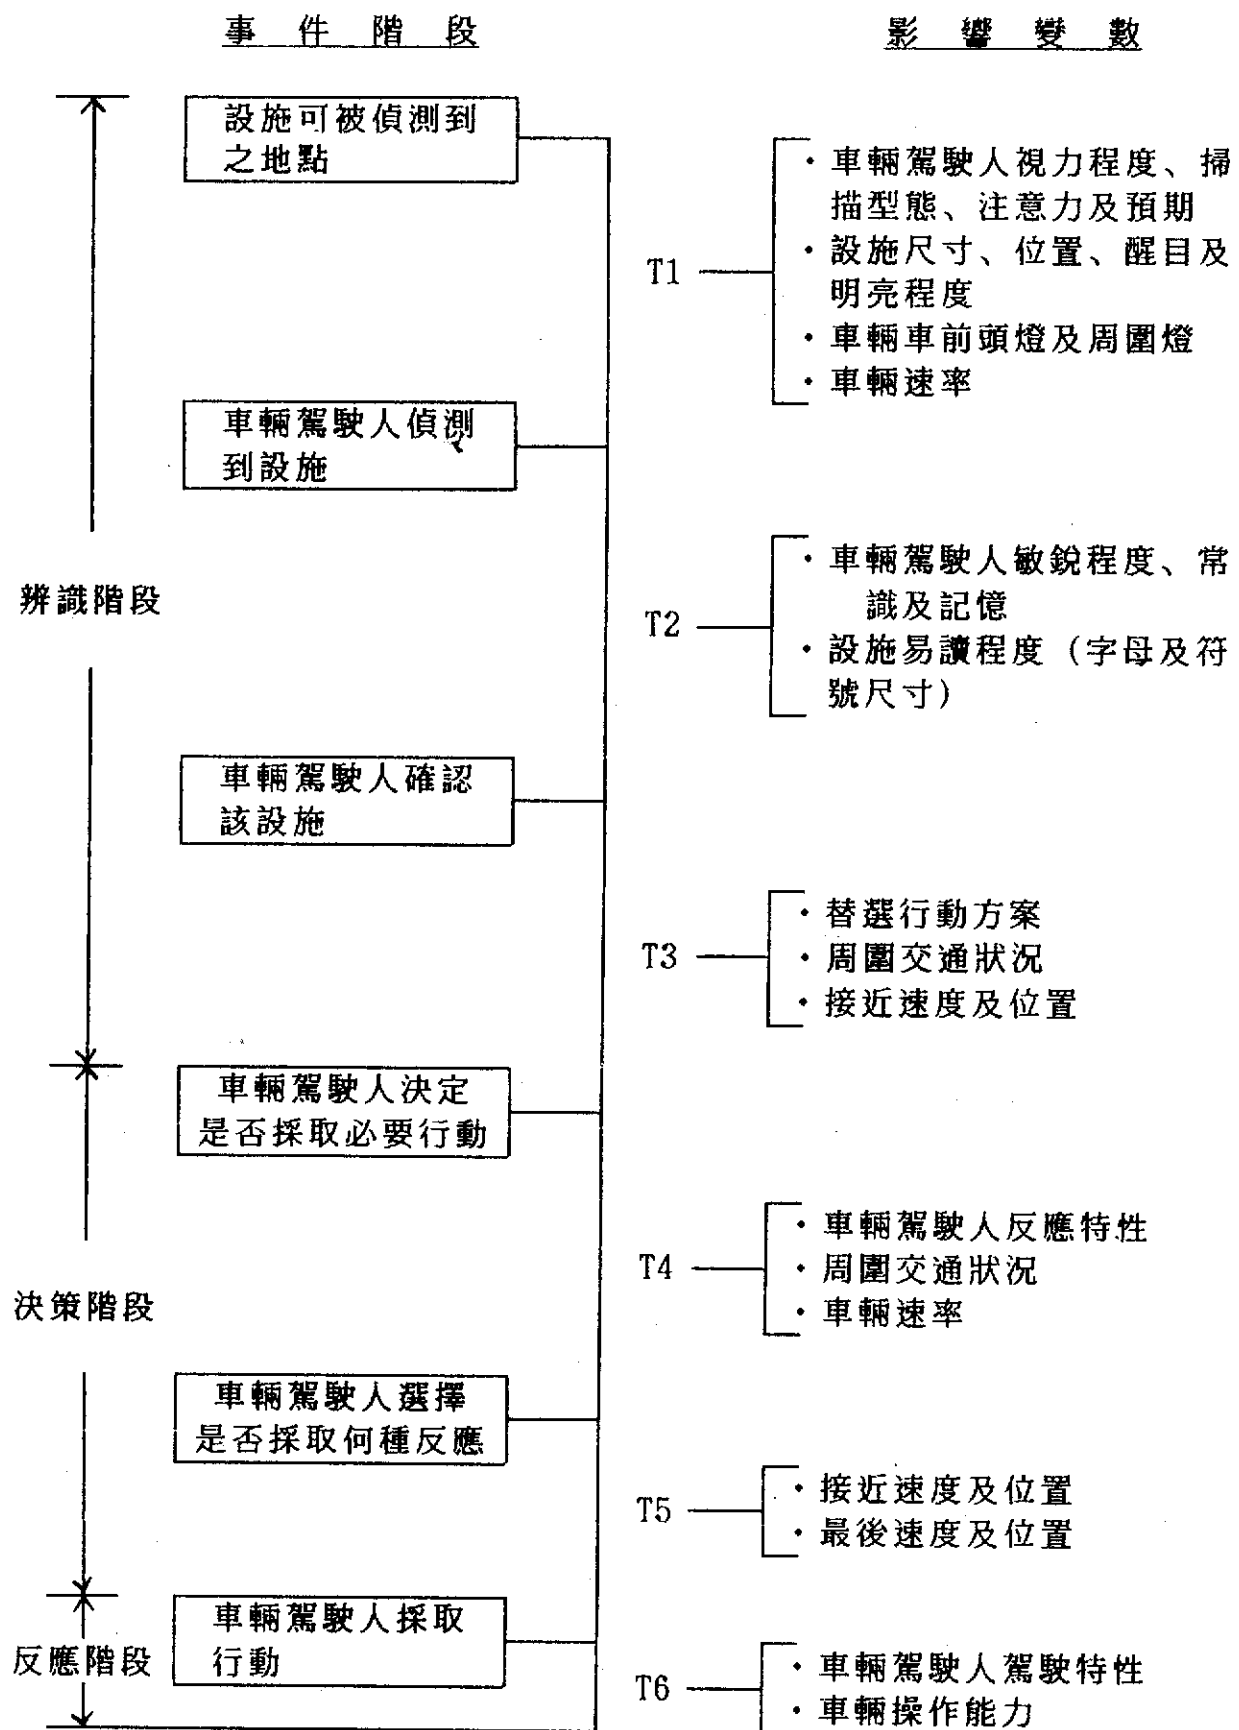 事件階段
影響變數
設施可被偵測到
之地點
T1
・車輛駕駛人視力程度、掃
描型態、注意力及預期
・設施尺寸、位置、醒目及
明亮程度
・車輛車前頭燈及周圍燈
・車輛速率
車輛駕駛人偵測
到設施
辨識階段
T2
・車輛駕駛人敏銳程度、常
識及記憶
・設施易讀程度（字母及符
號尺寸）
車輛駕駛人確認
該設施
T3
・替選行動方案
・周圍交通狀況
・接近速度及位置
車輛駕駛人決定
是否採取必要行動
決策階段
T4
・車輛駕駛人反應特性
・周圍交通狀況
・車輛速率
車輛駕駛人選擇
是否採取何種反應
T5
・接近速度及位置
・最後速度及位置
反應階段
車輛駕駛人採取
行動
T6
・車輛駕駛人駕駛特性
・車輛操作能力